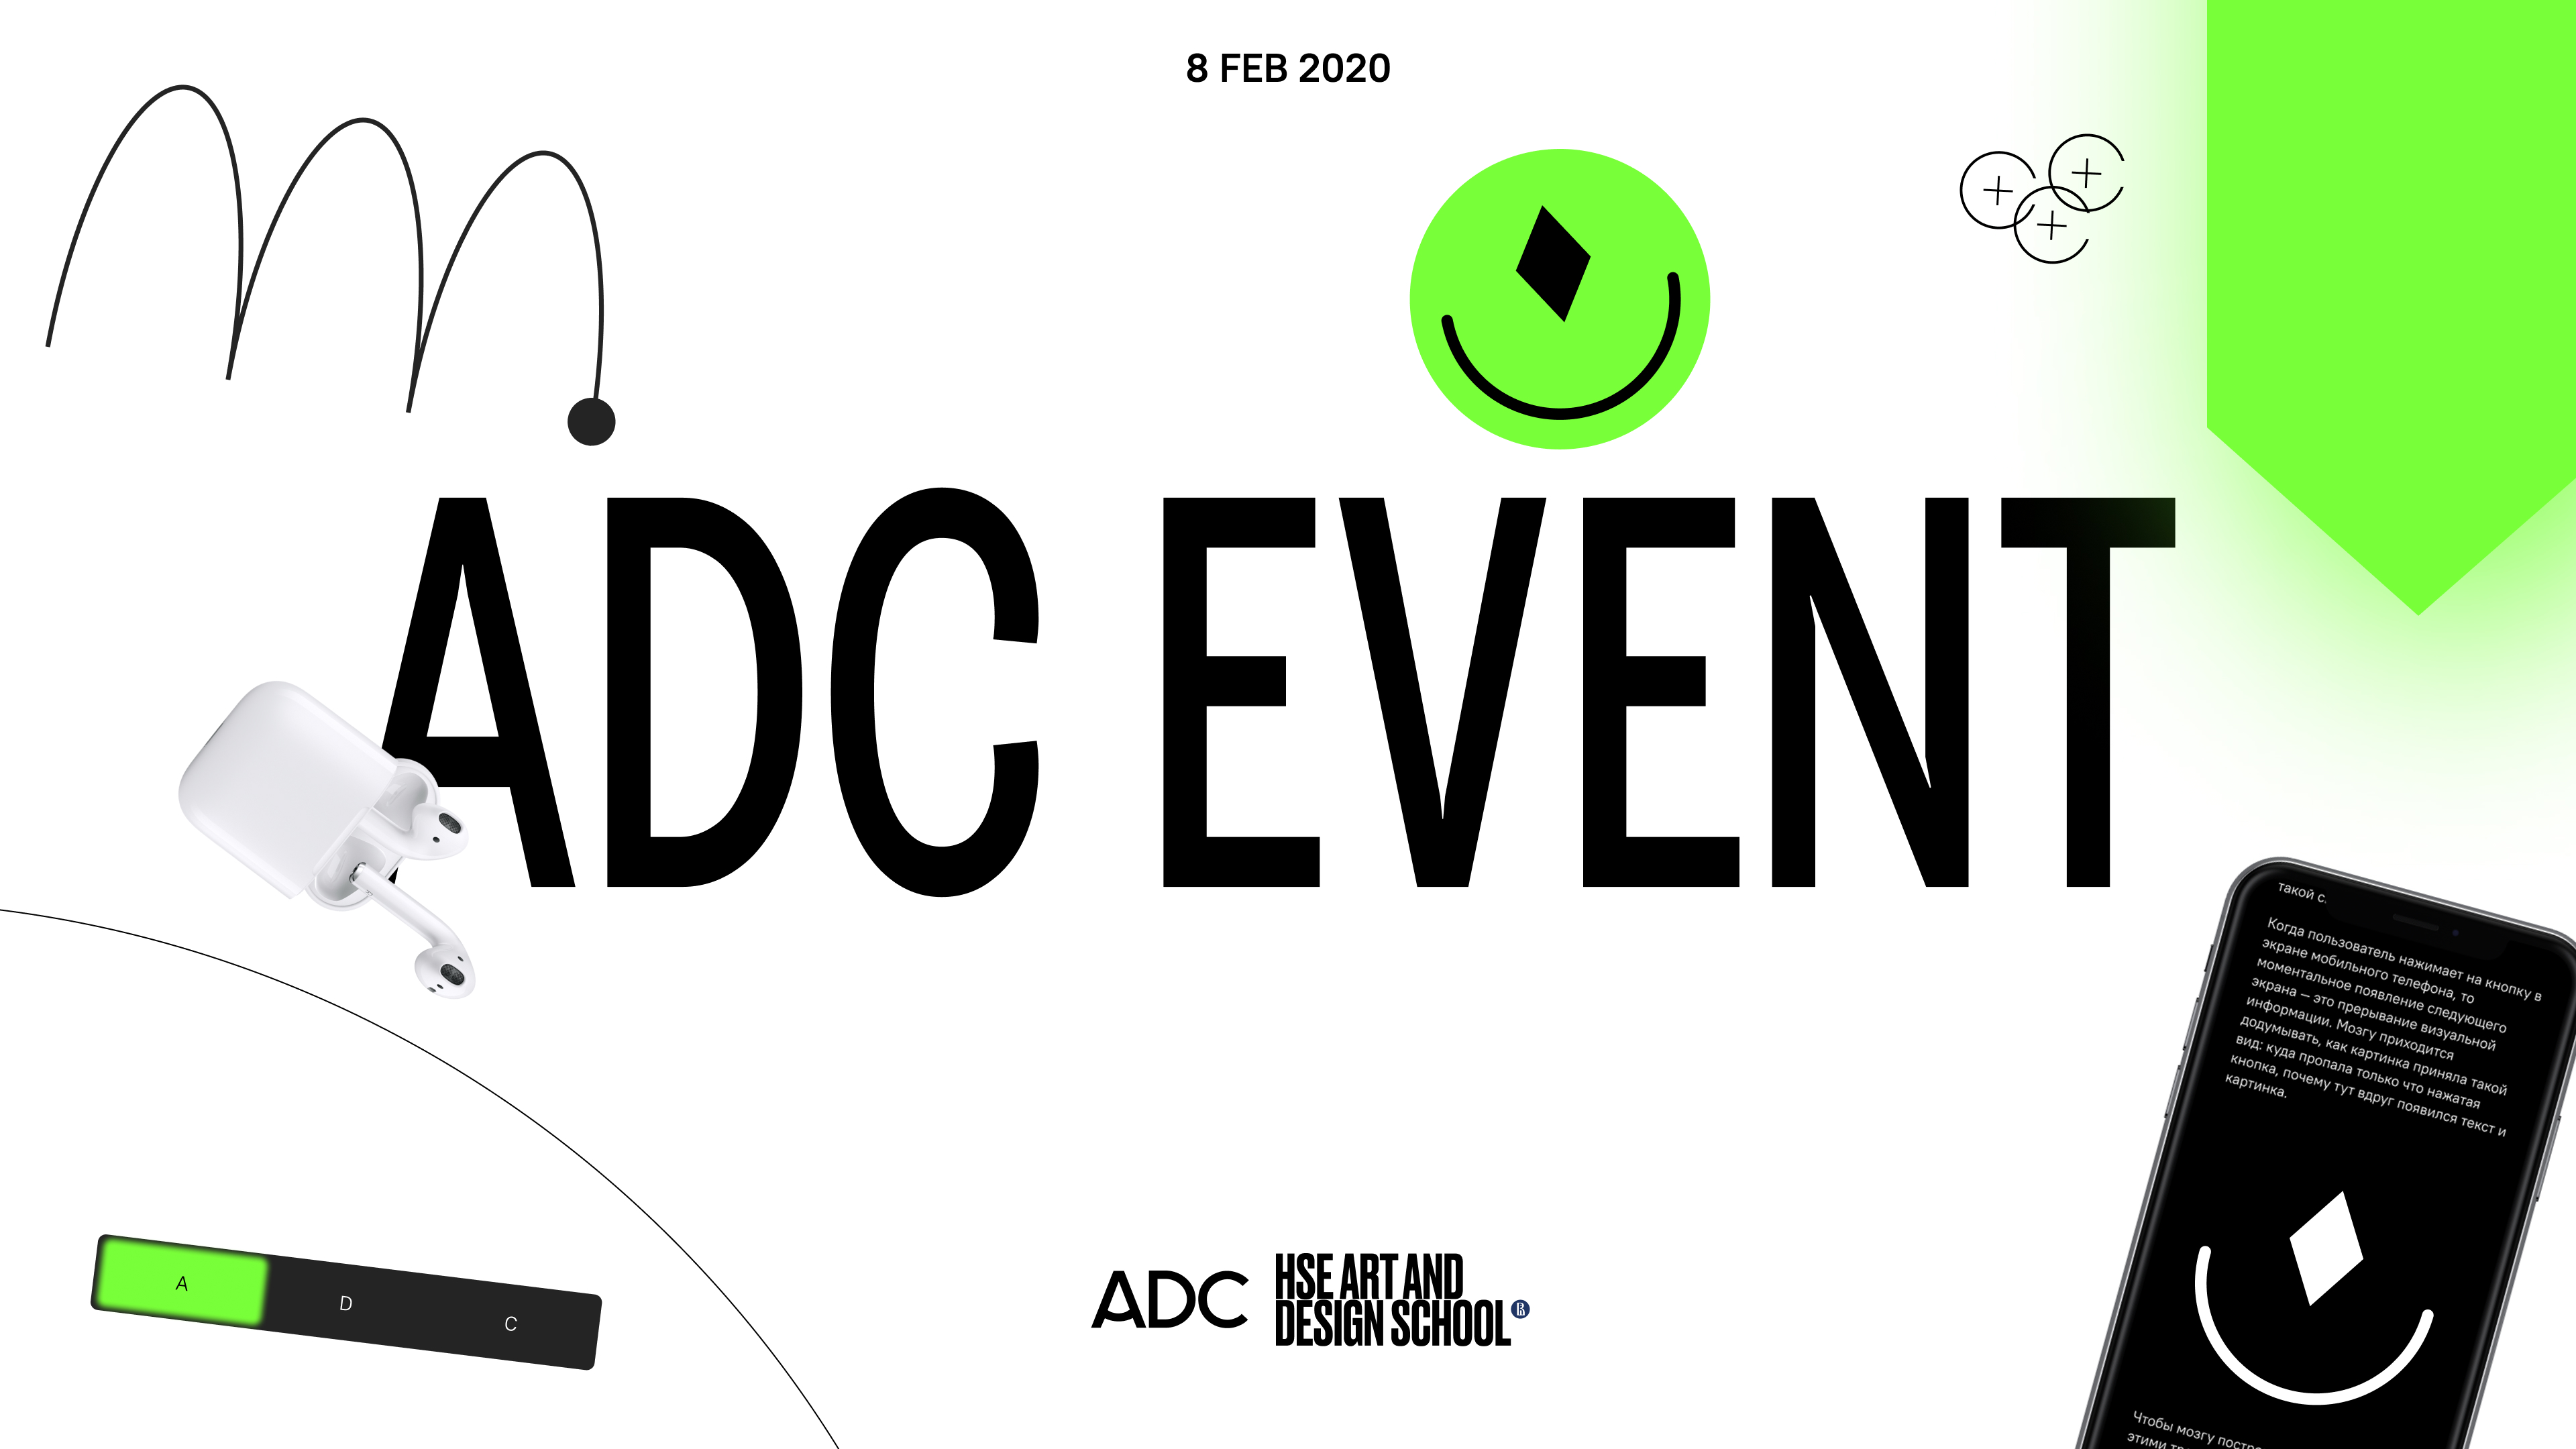 8 FEB 2020
ADC EVENT
такой с
Когда пользователь нажимает на кнопку в
экране мобильного телефона, то
моментальное появление следующего
экрана — это прерывание визуальной
информации. Мозгу приходится
додумывать, как картинка приняла такой
вид: куда пропала только что нажатая
кнопка, почему тут вдруг появился текст и
картинка.
A
D
C
ADC
HSE ART AND
DESIGN SCHOOL
Чтобы мозгу
этими